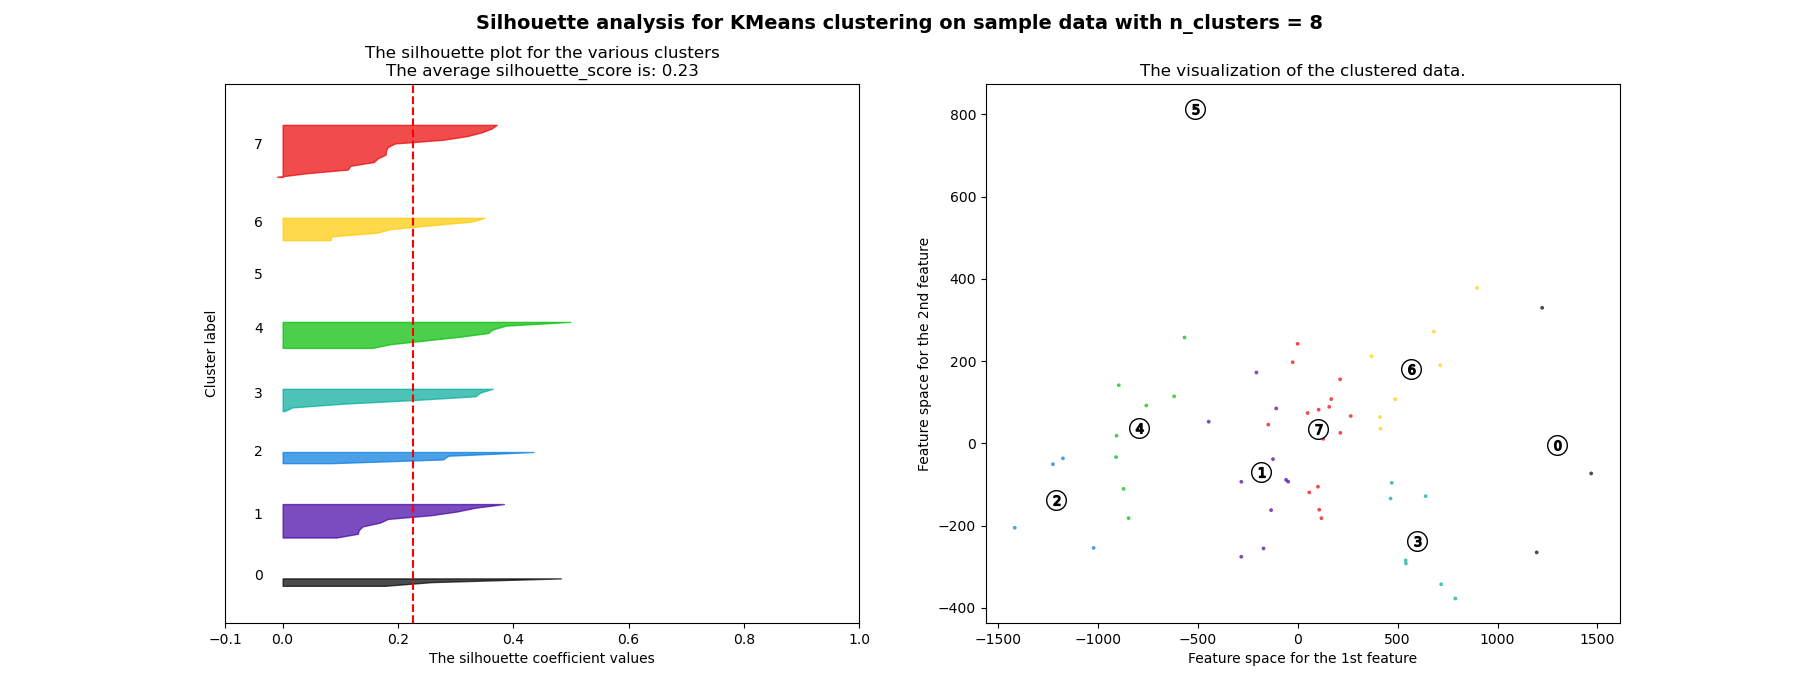 Silhouette analysis for KMeans clustering on sample data with n_clusters = 8
The silhouette plot for the various clusters
The average silhouette_score is: 0.23
Cluster label
7
6
5
4
3
2
1
0
−0.1 0.0 0.2 0.4 0.6 0.8 1.0
The silhouette coefficient values
The visualization of the clustered data.
Feature space for the 2nd feature
800
600
400
200
0
−200
−400
5
6
4
7
0
1
2
3
−1500 −1000 −500 0 500 1000 1500
Feature space for the 1st feature